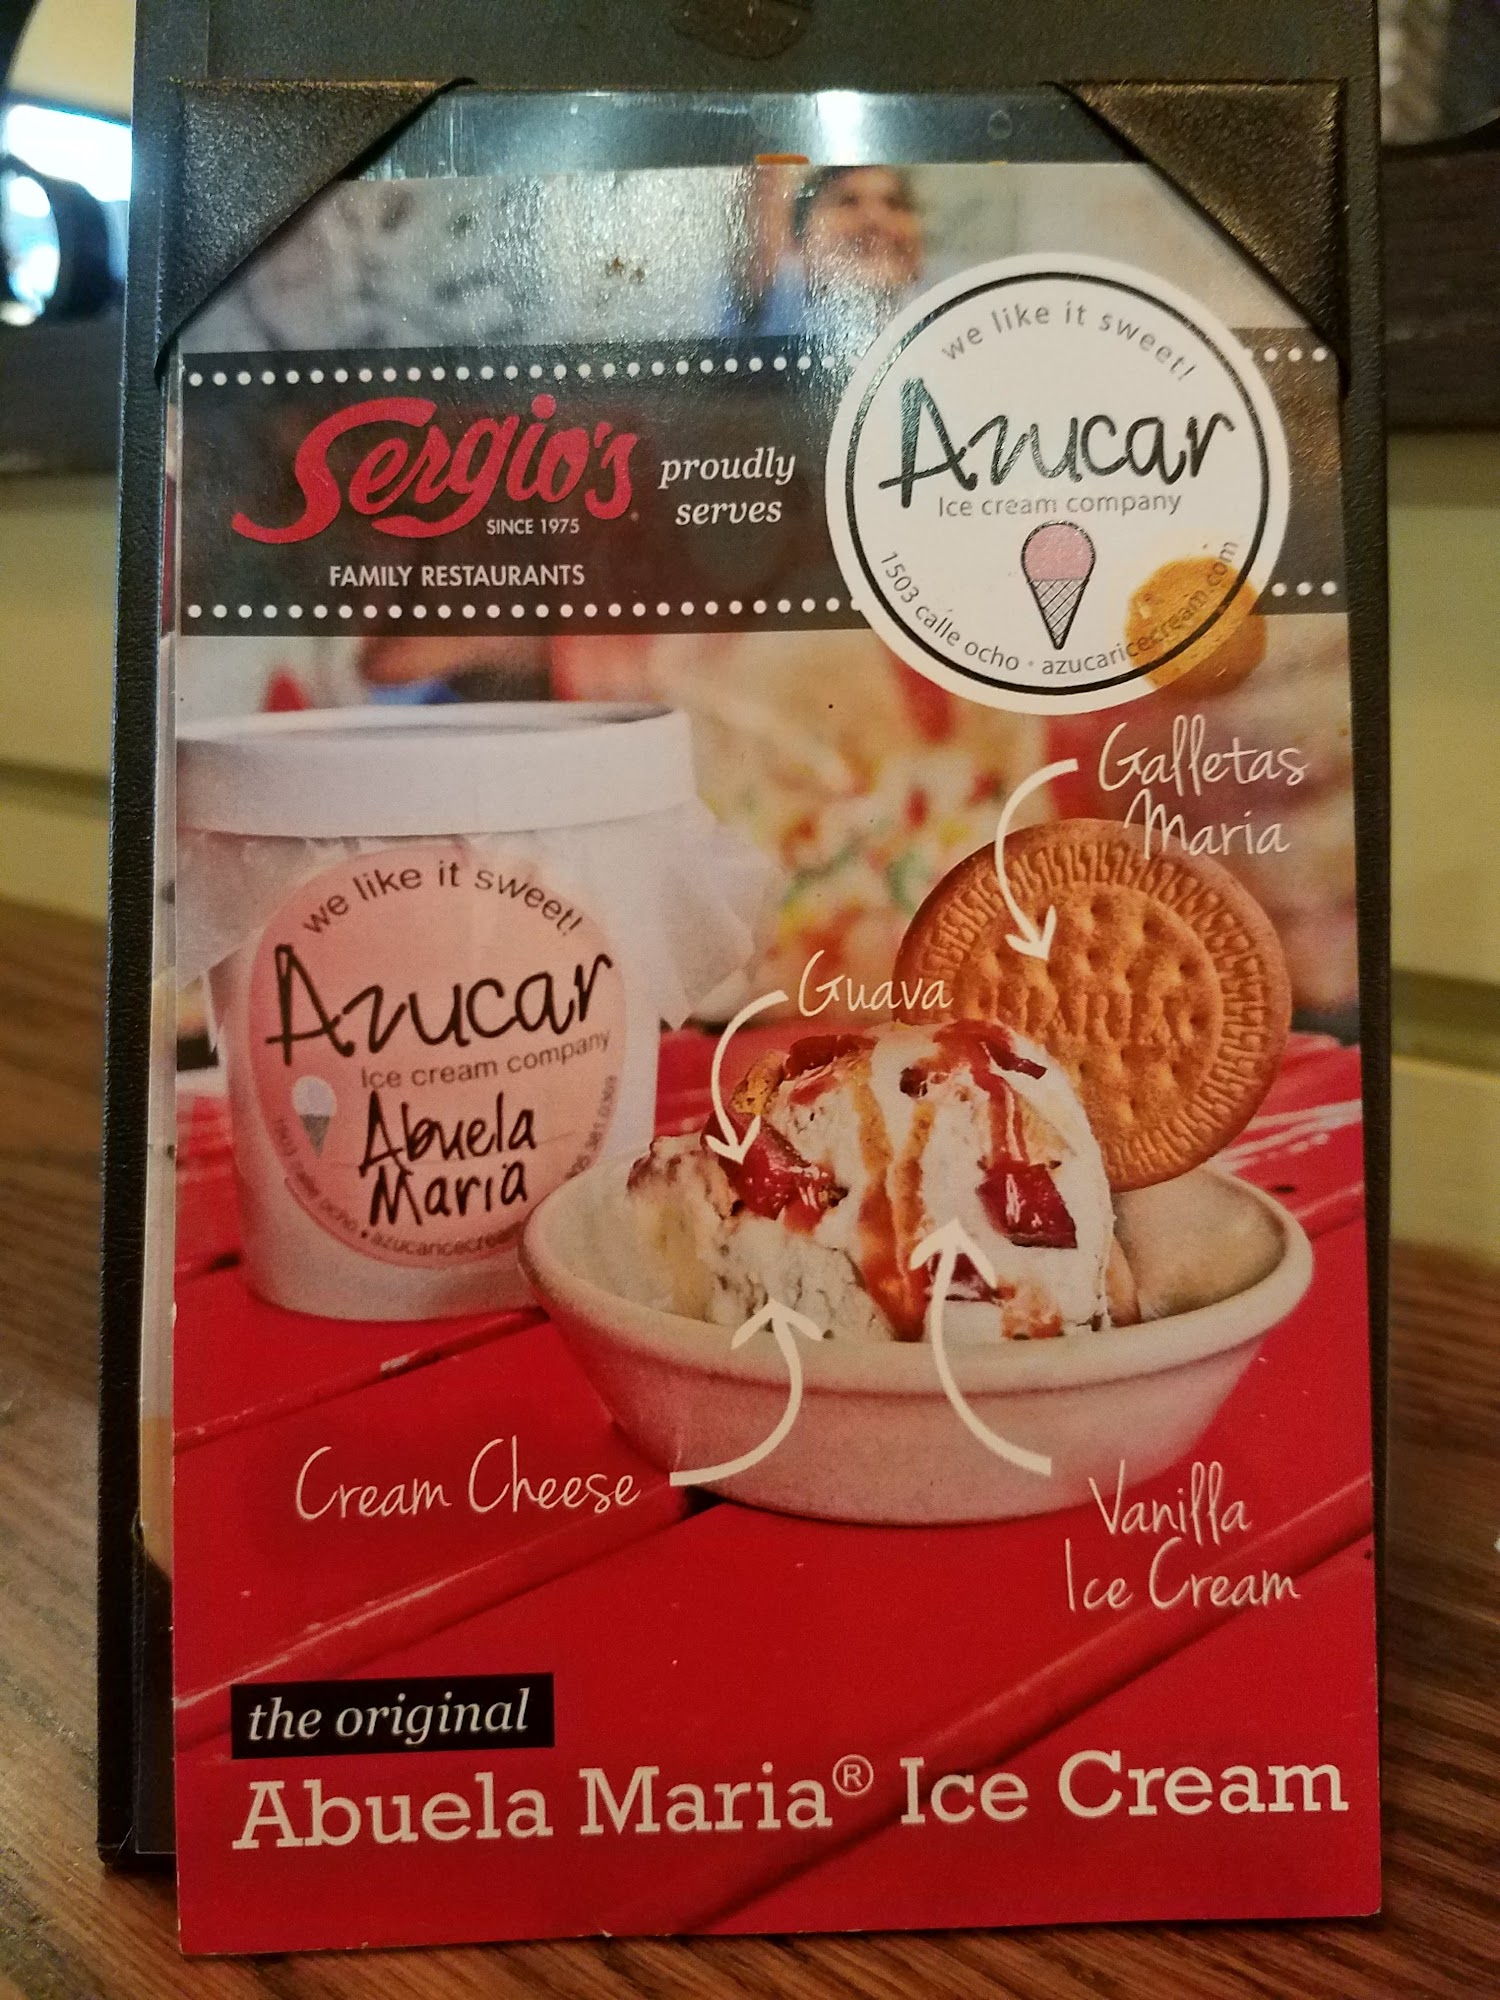 we like it sweet!
Azucar
Ice cream company
1503 calle ocho • azucaricecream.com
Sergio's
SINCE 1975
FAMILY RESTAURANTS
proudly
serves
Galletas
Maria
Guava
we like it sweet!
Azucar
Ice cream company
Abuela
Maria
Cream Cheese
Vanilla
Ice Cream
the original
Abuela Maria® Ice Cream